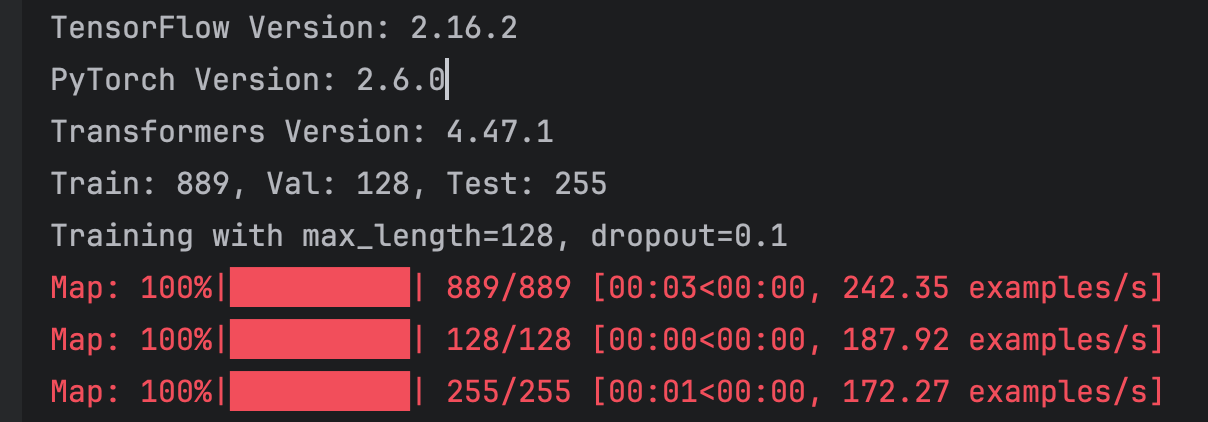 TensorFlow Version: 2.16.2
PyTorch Version: 2.6.0
Transformers Version: 4.47.1
Train: 889, Val: 128, Test: 255
Training with max_length=128, dropout=0.1
Map: 100%|██████████| 889/889 [00:03<00:00, 242.35 examples/s]
Map: 100%|██████████| 128/128 [00:00<00:00, 187.92 examples/s]
Map: 100%|██████████| 255/255 [00:01<00:00, 172.27 examples/s]